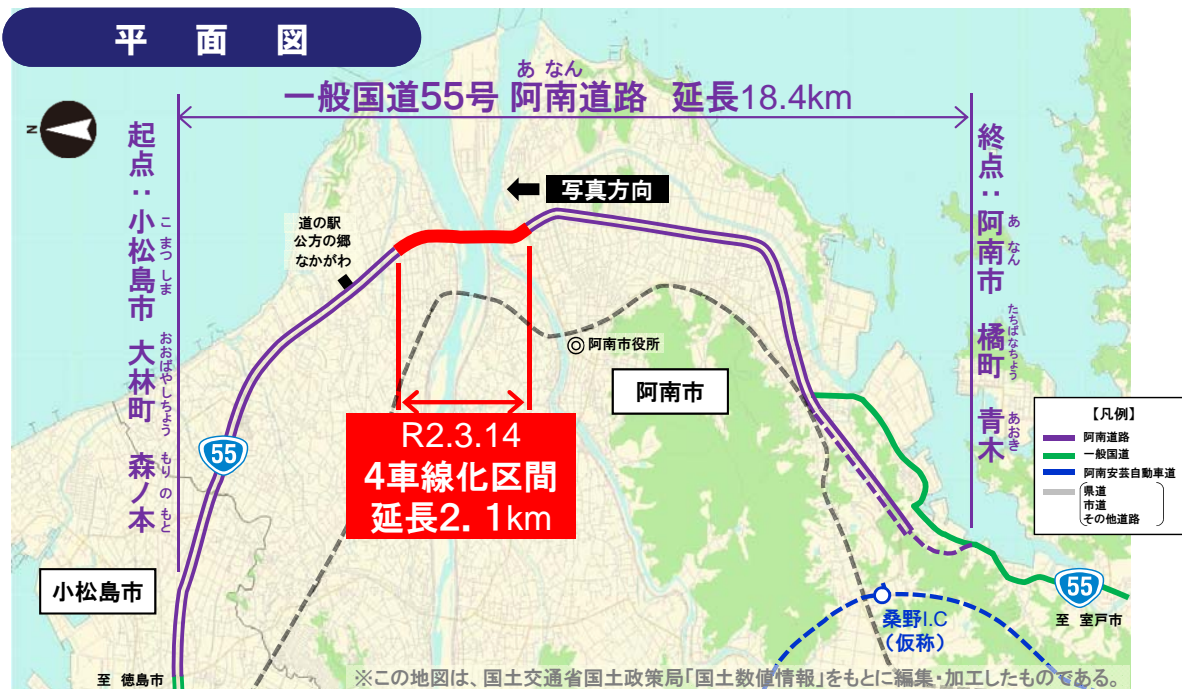 平面図
あ なん
一般国道55号 阿南道路 延長18.4km
N
起点：小松島市 大林町 森ノ本
こ まつ しま
おおばやしちょう
もり の もと
終点：阿南市 橘町 青木
あ なん
たちばなちょう
あおき
写真方向
道の駅
公方の郷
なかがわ
阿南市役所
阿南市
R2.3.14
4車線化区間
延長2.1km
55
小松島市
至 徳島市
【凡例】
阿南道路
一般国道
阿南安芸自動車道
県道
市道
その他道路
55
至 室戸市
桑野I.C
(仮称)
※この地図は、国土交通省国土政策局「国土数値情報」をもとに編集・加工したものである。